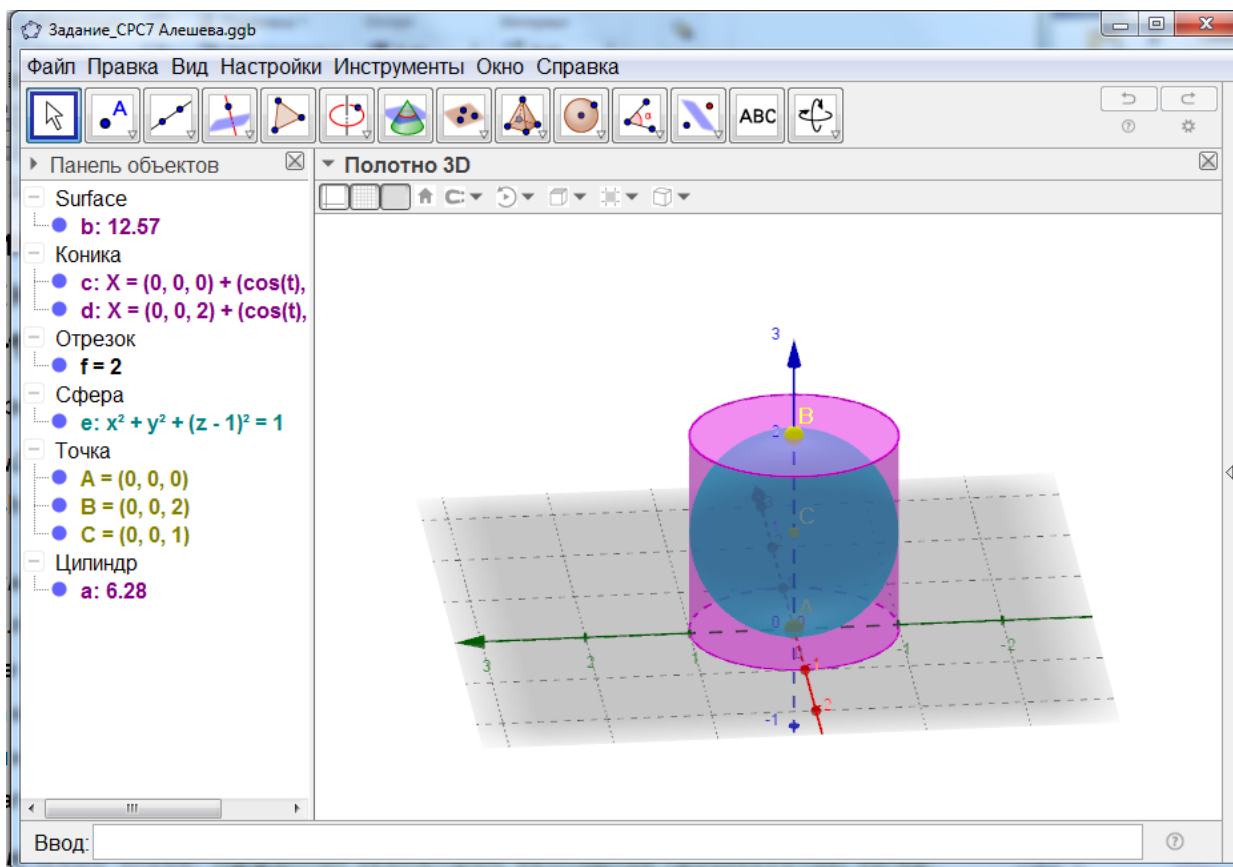 Задание_СРС7 Алешева.ggb
Файл Правка Вид Настройки Инструменты Окно Справка
A
α
ABC
Панель объектов
Полотно 3D
Surface
b: 12.57
Коника
c: X = (0, 0, 0) + (cos(t),
d: X = (0, 0, 2) + (cos(t),
Отрезок
f = 2
Сфера
e: x² + y² + (z - 1)² = 1
Точка
A = (0, 0, 0)
B = (0, 0, 2)
C = (0, 0, 1)
Цилиндр
a: 6.28
3
B
2
C
A
0
3
2
1
-1
-2
1
2
-1
Ввод: